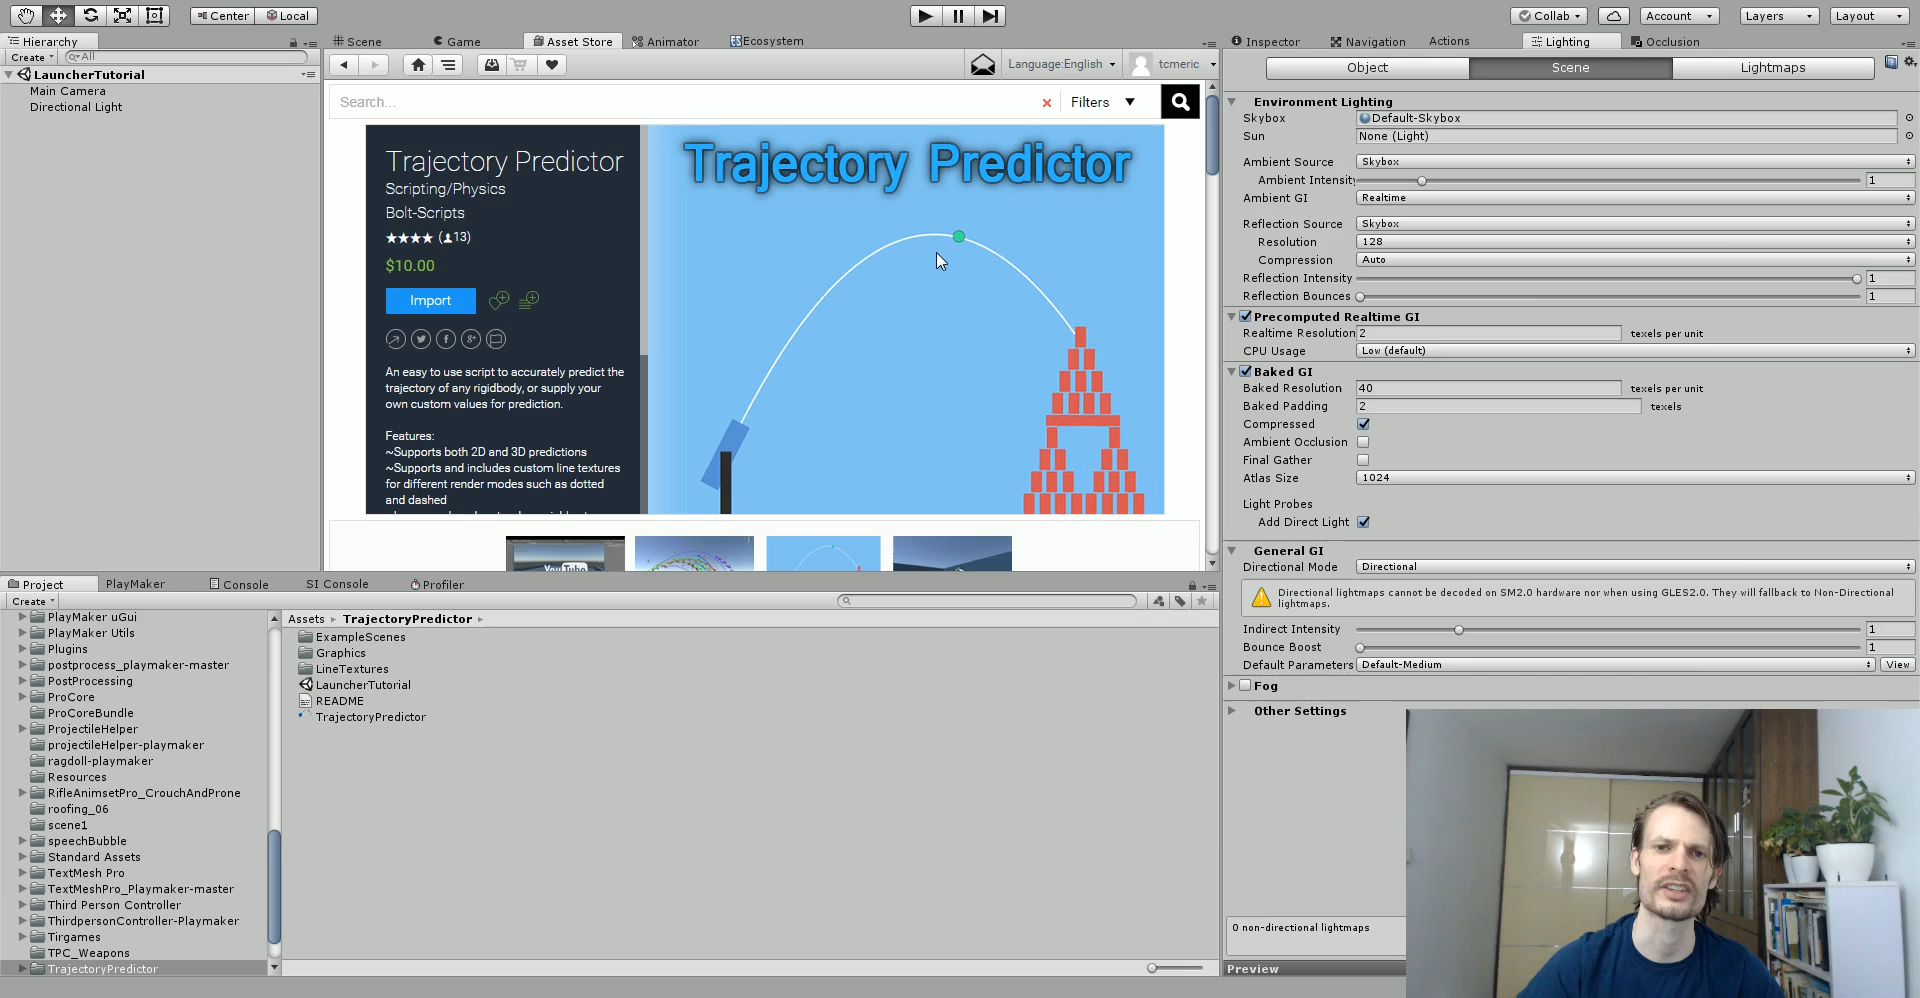 Center
Local
Collab
Account
Layers
Layout
Hierarchy
Create
All
LauncherTutorial
Main Camera
Directional Light
Scene
Game
Asset Store
Animator
Ecosystem
Language:English
tcmeric
Search...
Filters
Trajectory Predictor
Scripting/Physics
Bolt-Scripts
★★★★ (13)
$10.00
Import
An easy to use script to accurately predict the
trajectory of any rigidbody, or supply your
own custom values for prediction.
Features:
~Supports both 2D and 3D predictions
~Supports and includes custom line textures
for different render modes such as dotted
and dashed
Trajectory Predictor
YouTube
Inspector
Navigation
Actions
Lighting
Occlusion
Object
Scene
Lightmaps
Environment Lighting
Skybox
Default-Skybox
Sun
None (Light)
Ambient Source
Skybox
Ambient Intensity
1
Ambient GI
Realtime
Reflection Source
Skybox
Resolution
128
Compression
Auto
Reflection Intensity
1
Reflection Bounces
1
Precomputed Realtime GI
Realtime Resolution
2
texels per unit
CPU Usage
Low (default)
Baked GI
Baked Resolution
40
texels per unit
Baked Padding
2
texels
Compressed
Ambient Occlusion
Final Gather
Atlas Size
1024
Light Probes
Add Direct Light
General GI
Directional Mode
Directional
Directional lightmaps cannot be decoded on SM2.0 hardware nor when using GLES2.0. They will fallback to Non-Directional
lightmaps.
Indirect Intensity
1
Bounce Boost
1
Default Parameters
Default-Medium
View
Fog
Other Settings
0 non-directional lightmaps
Preview
Project
PlayMaker
Console
SI Console
Profiler
Create
PlayMaker uGui
PlayMaker Utils
Plugins
postprocess_playmaker-master
PostProcessing
ProCore
ProCoreBundle
ProjectileHelper
projectileHelper-playmaker
ragdoll-playmaker
Resources
RifleAnimsetPro_CrouchAndProne
roofing_06
scene1
speechBubble
Standard Assets
TextMesh Pro
TextMeshPro_Playmaker-master
Third Person Controller
ThirdpersonController-Playmaker
Tirgames
TPC_Weapons
TrajectoryPredictor
Assets
TrajectoryPredictor
ExampleScenes
Graphics
LineTextures
LauncherTutorial
README
TrajectoryPredictor